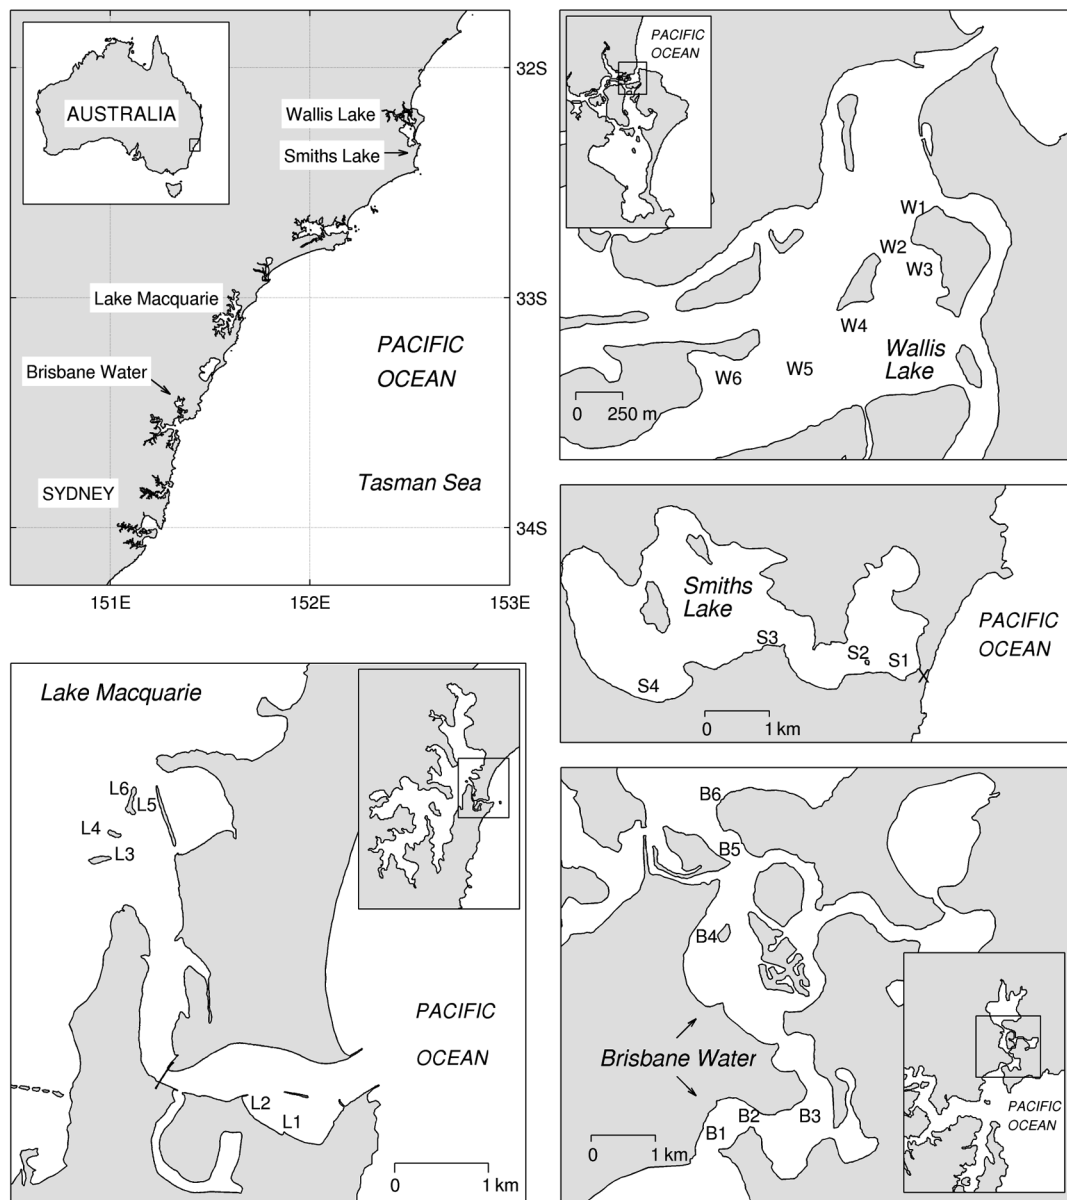 AUSTRALIA
Wallis Lake
Smiths Lake
Lake Macquarie
Brisbane Water
SYDNEY
PACIFIC
OCEAN
Tasman Sea
32S
33S
34S
151E
152E
153E
PACIFIC
OCEAN
W1
W2
W3
W4
W5
W6
Wallis
Lake
0 250 m
Smiths
Lake
S3
S2
S1
S4
X
PACIFIC
OCEAN
0 1 km
Lake Macquarie
L6
L5
L4
L3
L2
L1
PACIFIC
OCEAN
0 1 km
B6
B5
B4
Brisbane Water
B1
B2
B3
0 1 km
PACIFIC
OCEAN